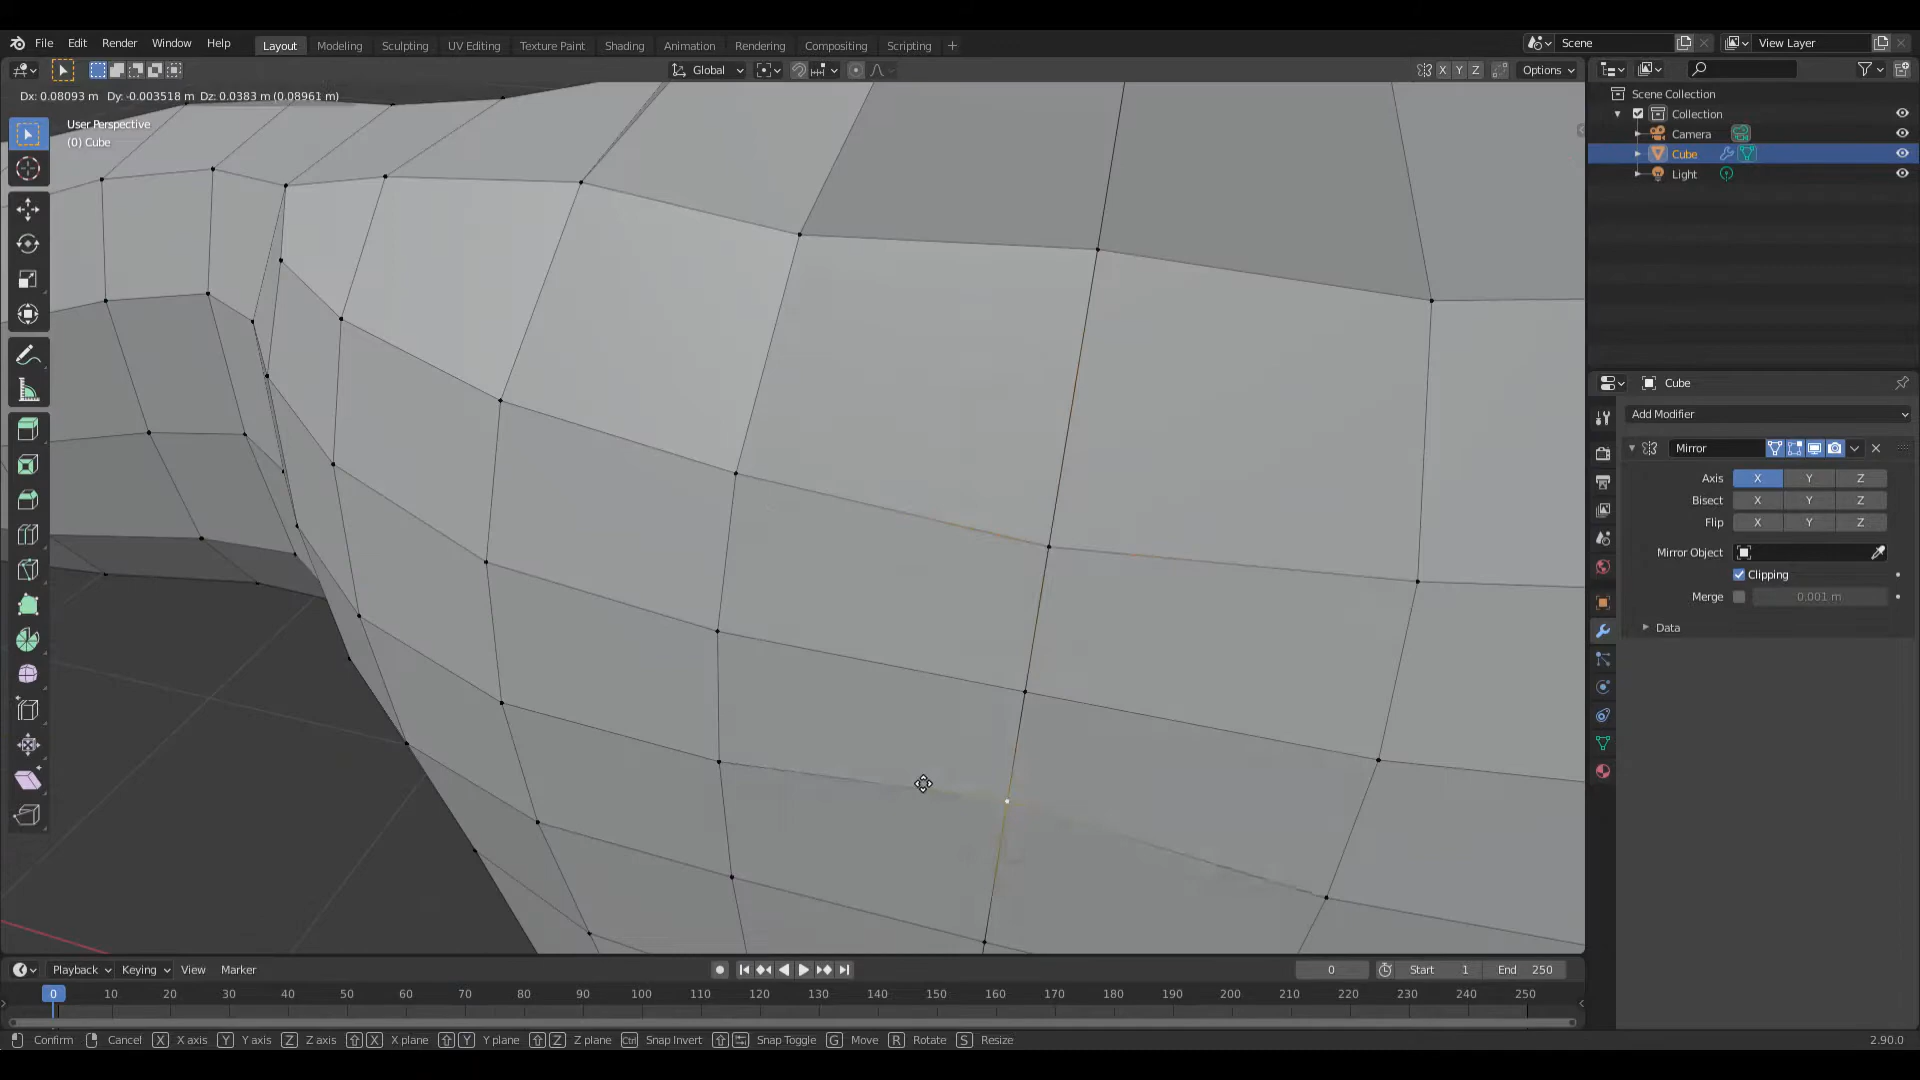 File Edit Render Window Help Layout Modeling Sculpting UV Editing Texture Paint Shading Animation Rendering Compositing Scripting + Scene View Layer
Global X Y Z Options
Dx: 0.08093 m Dy: -0.003518 m Dz: 0.0383 m (0.08961 m)
User Perspective
(0) Cube
Scene Collection
Collection
Camera
Cube
Light
Cube
Add Modifier
Mirror
Axis X Y Z
Bisect X Y Z
Flip X Y Z
Mirror Object
Clipping
Merge 0.001 m
Data
Playback Keying View Marker 0 Start 1 End 250
0 10 20 30 40 50 60 70 80 90 100 110 120 130 140 150 160 170 180 190 200 210 220 230 240 250
Confirm Cancel X X axis Y Y axis Z Z axis X X plane Y Y plane Z Z plane Ctrl Snap Invert Snap Toggle G Move R Rotate S Resize 2.90.0